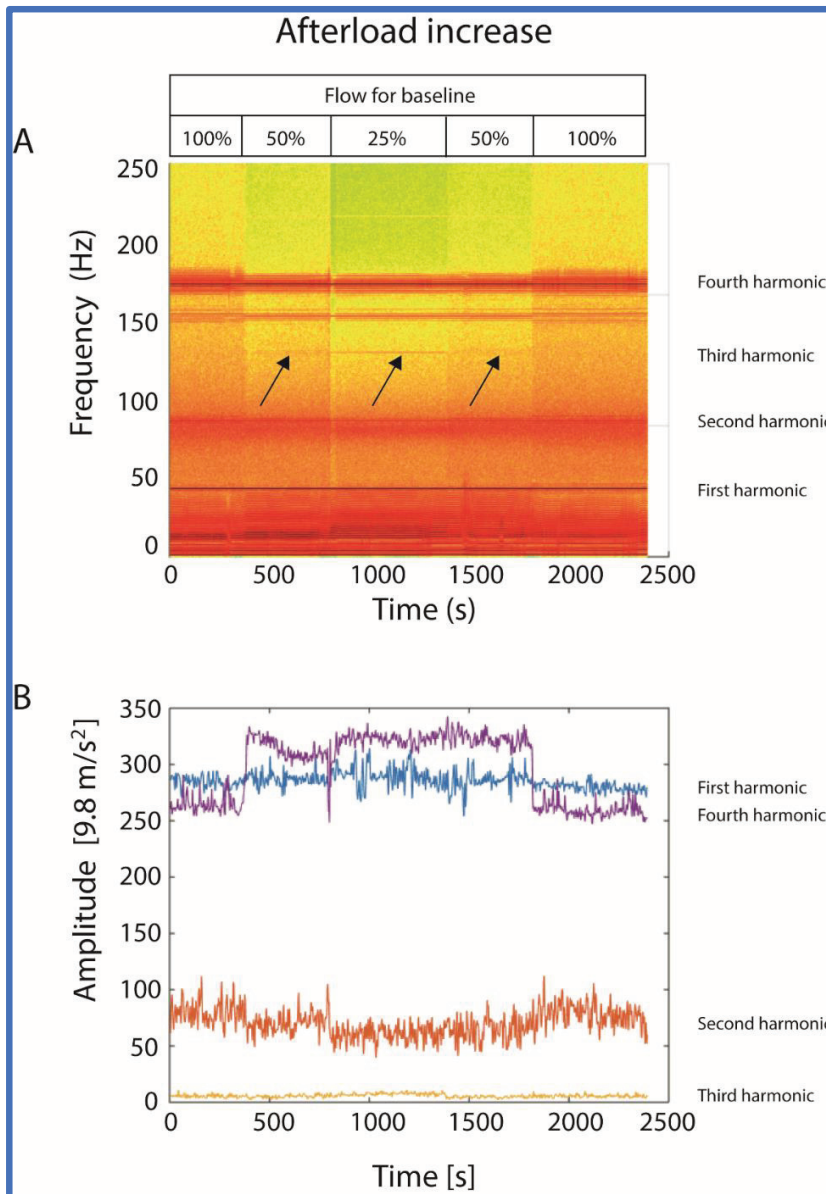 Afterload increase
Flow for baseline
100% 50% 25% 50% 100%
A
250
200
150
100
50
0
Frequency (Hz)
Fourth harmonic
Third harmonic
Second harmonic
First harmonic
0 500 1000 1500 2000 2500
Time (s)
B
350
300
250
200
150
100
50
0
Amplitude [9.8 m/s²]
First harmonic
Fourth harmonic
Second harmonic
Third harmonic
0 500 1000 1500 2000 2500
Time [s]